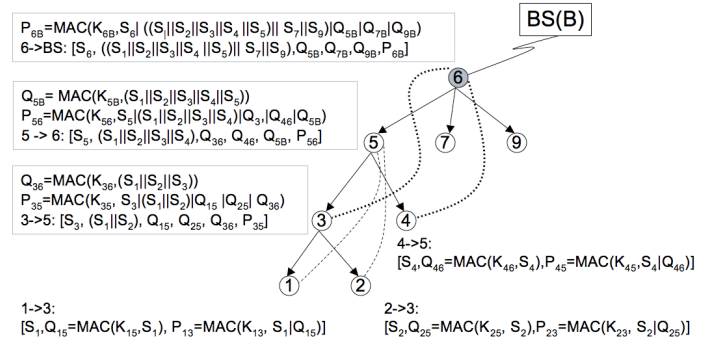 BS(B)
P6B=MAC(K6B,S6| ((S||S2||S3||S4 ||S5)|| S7||S9)|Q5B|Q7B|Q9B)
6->BS: [S6, ((S1||S2||S3||S4 ||S5)|| S7||S9),Q5B,Q7B,Q9B,P6B]
6
Q5B= MAC(K5B,(S1||S2||S3||S4||S5))
P56=MAC(K56,S5|(S1||S2||S3||S4)|Q3,|Q46|Q5B)
5 -> 6: [S5, (S1||S2||S3||S4),Q36, Q46, Q5B, P56]
5
7
9
Q36=MAC(K36,(S1||S2||S3))
P35=MAC(K35, S3|(S1||S2)|Q15 |Q25| Q36)
3->5: [S3, (S1||S2), Q15, Q25, Q36, P35]
3
4
4->5:
[S4,Q46=MAC(K46,S4),P45=MAC(K45,S4|Q46)]
1
2
1->3:
[S1,Q15=MAC(K15,S1), P13=MAC(K13, S1|Q15)]
2->3:
[S2,Q25=MAC(K25, S2),P23=MAC(K23, S2|Q25)]